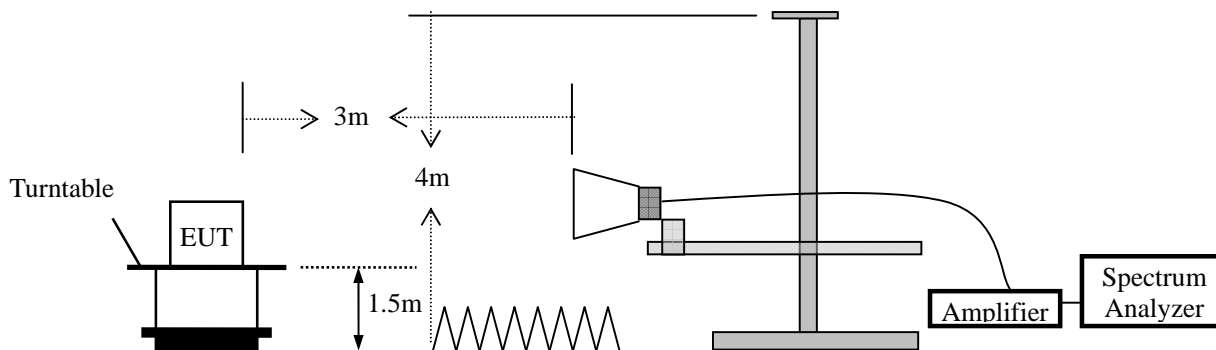 3m
4m
Turntable
EUT
1.5m
Amplifier
Spectrum
Analyzer